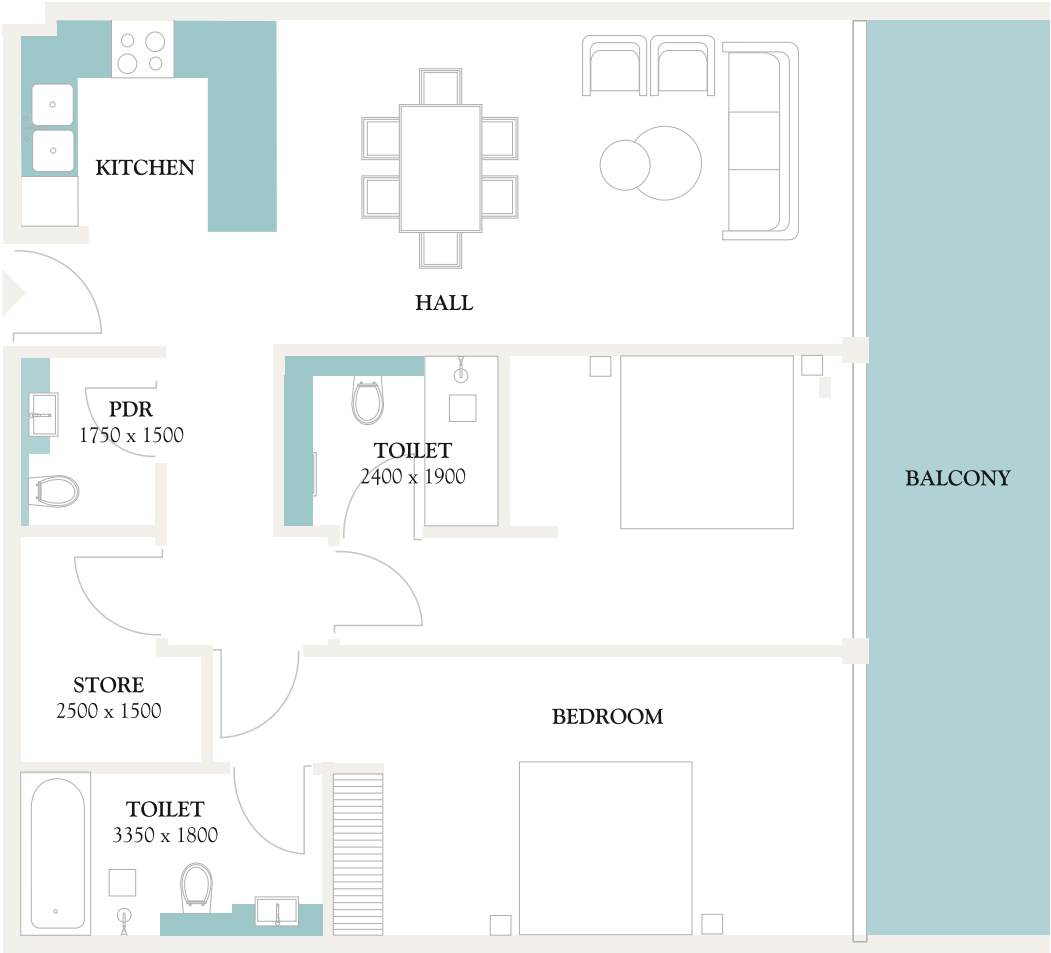 KITCHEN
HALL
PDR
1750 x 1500
TOILET
2400 x 1900
BALCONY
STORE
2500 x 1500
BEDROOM
TOILET
3350 x 1800